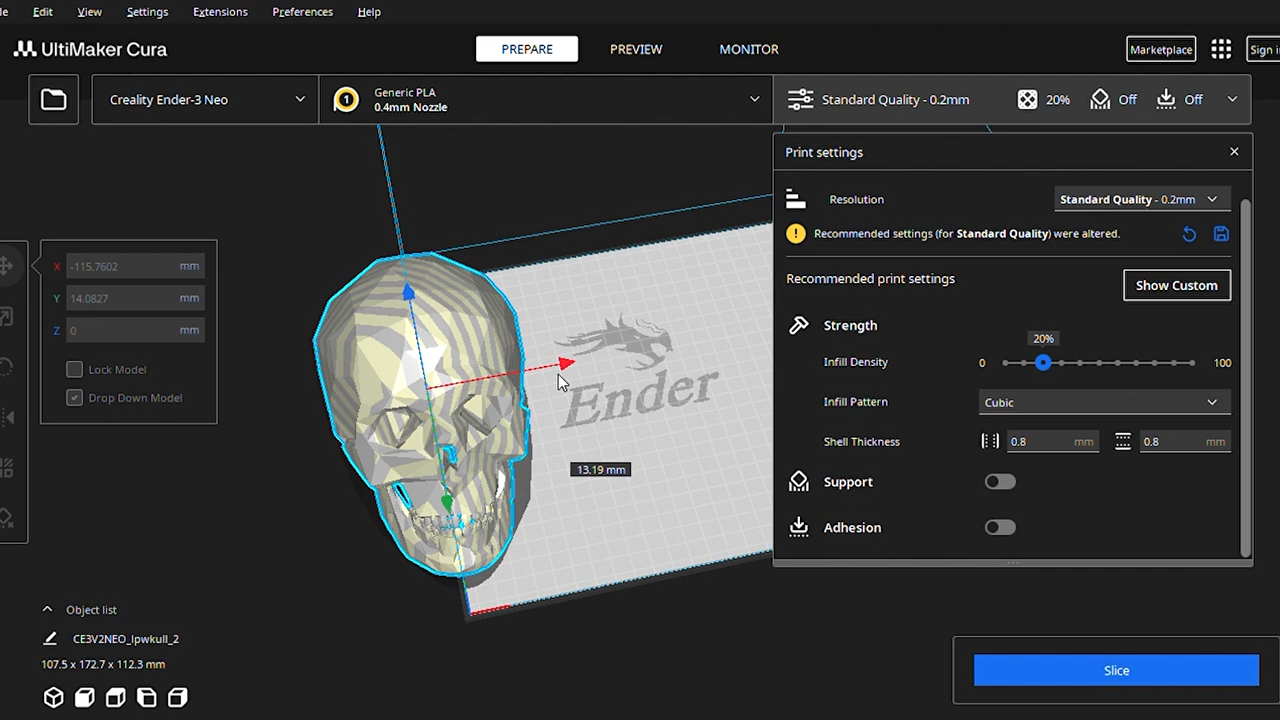 le Edit View Settings Extensions Preferences Help
UltiMaker Cura
PREPARE PREVIEW MONITOR
Marketplace
Sign i
Creality Ender-3 Neo
1
Generic PLA
0.4mm Nozzle
Standard Quality - 0.2mm
20%
Off
Off
Print settings
Resolution
Standard Quality - 0.2mm
Recommended settings (for Standard Quality) were altered.
Recommended print settings
Show Custom
Strength
20%
Infill Density
0
100
Infill Pattern
Cubic
Shell Thickness
0.8 mm
0.8 mm
Support
Adhesion
X -115.7602 mm
Y 14.0827 mm
Z 0 mm
Lock Model
Drop Down Model
Ender
13.19 mm
Object list
CE3V2NEO_lpwkull_2
107.5 x 172.7 x 112.3 mm
Slice